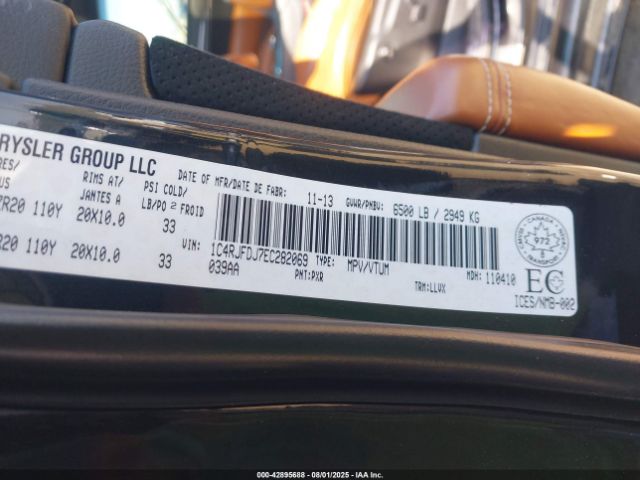 RYSLER GROUP LLC
DATE OF MFR/DATE DE FABR: 11-13 GVWR/PNBV: 6500 LB / 2949 KG
RES/ RIMS AT/ PSI COLD/
US JANTES A LB/PO 2 FROID
R20 110Y 20X10.0 33
VIN: 1C4RJFDJ7EC282069 TYPE: MPV/VTUM MDH: 110410
R20 110Y 20X10.0 33 039AA PNT: PXR TRM: LLVX
CANADA
972
TRANSPORT
EC
ICES/NMB-002
000-42895688 - 08/01/2025 - IAA Inc.